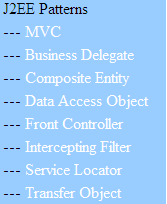 J2EE Patterns
--- MVC
--- Business Delegate
--- Composite Entity
--- Data Access Object
--- Front Controller
--- Intercepting Filter
--- Service Locator
--- Transfer Object